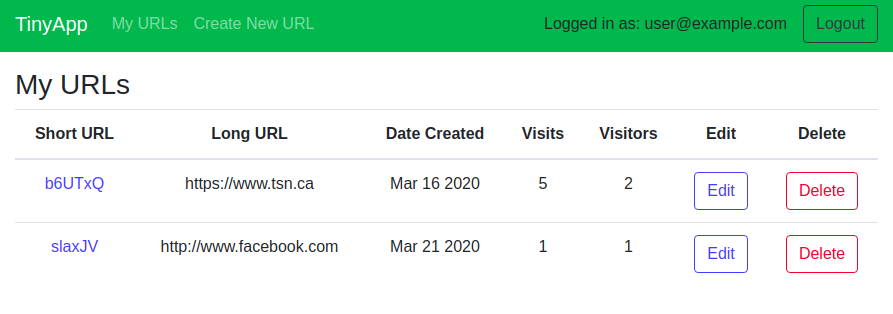 TinyApp My URLs Create New URL Logged in as: user@example.com Logout
My URLs
Short URL Long URL Date Created Visits Visitors Edit Delete
b6UTxQ https://www.tsn.ca Mar 16 2020 5 2 Edit Delete
slaxJV http://www.facebook.com Mar 21 2020 1 1 Edit Delete